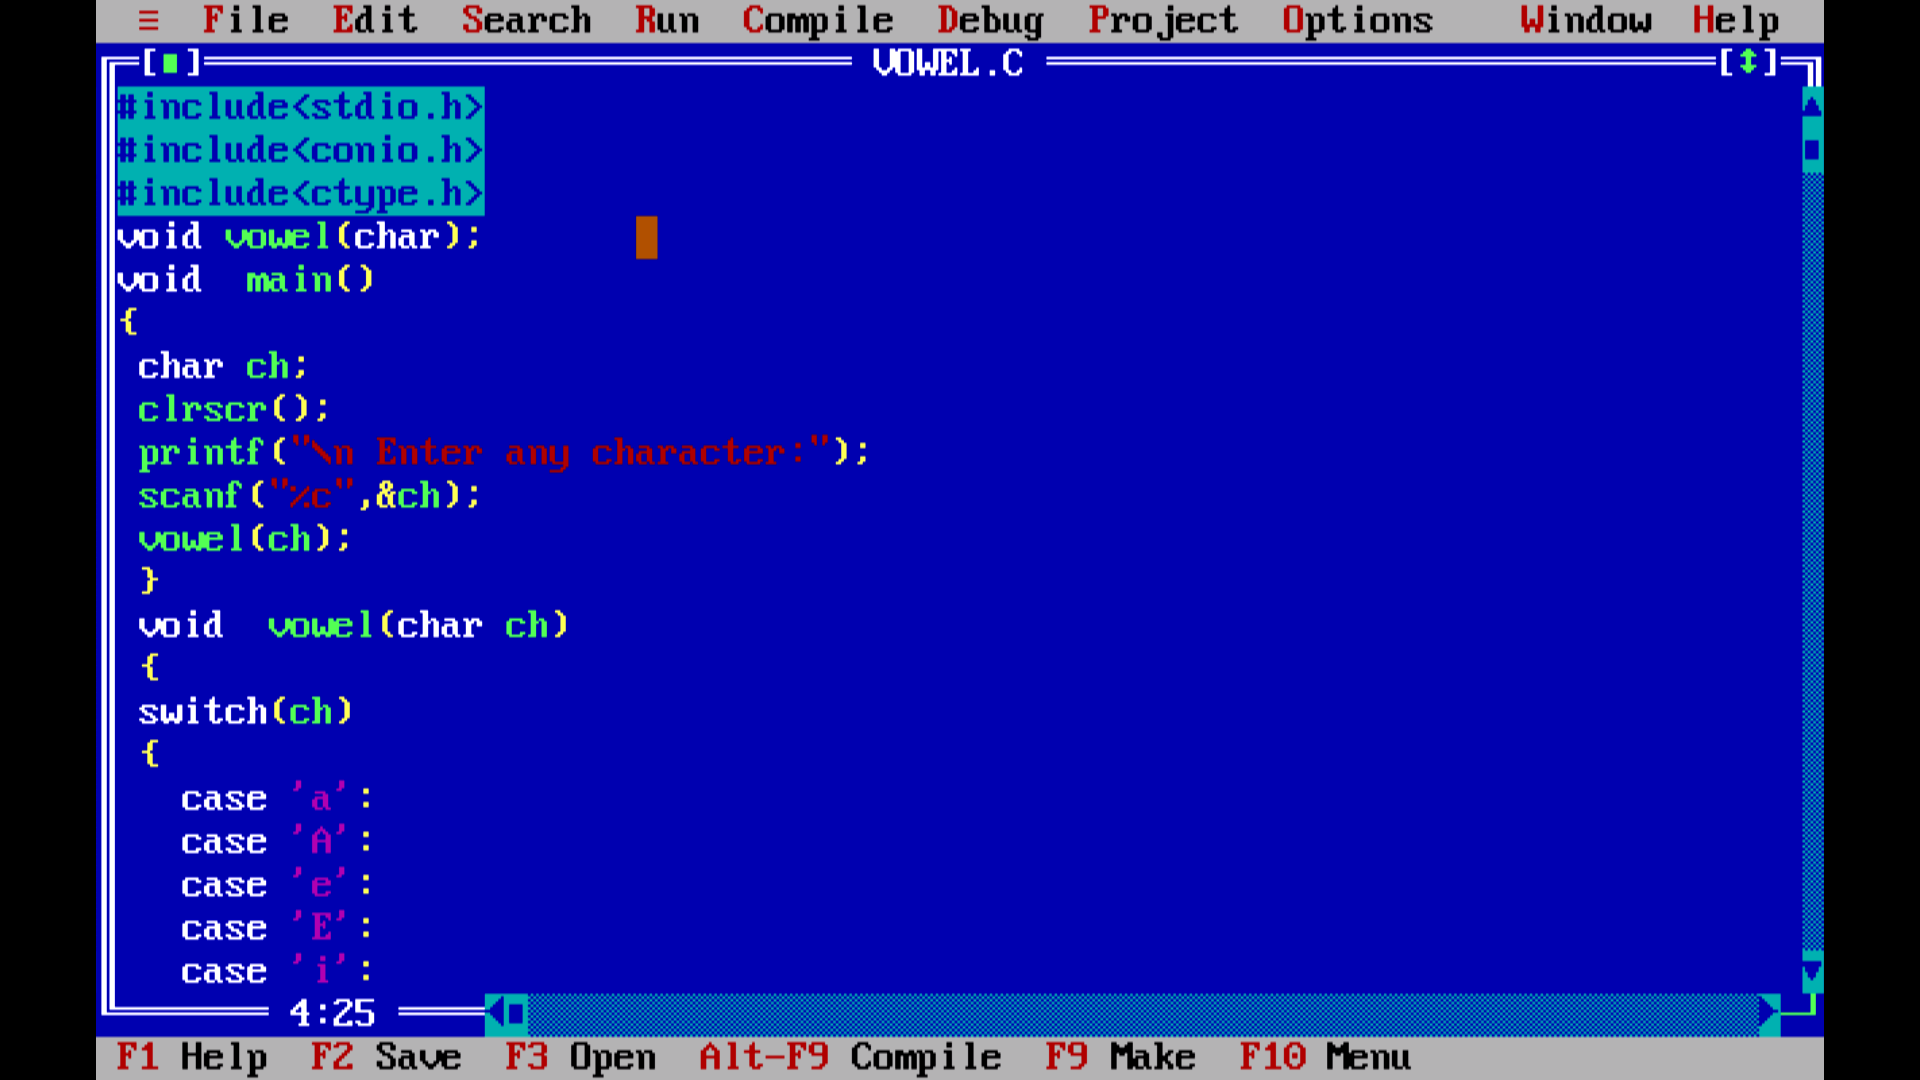 ≡ File Edit Search Run Compile Debug Project Options Window Help
[■] VOWEL.C [↕]
#include<stdio.h>
#include<conio.h>
#include<ctype.h>
void vowel(char);
void  main()
{
char ch;
clrscr();
printf("\n Enter any character:");
scanf("%c",&ch);
vowel(ch);
}
void  vowel(char ch)
{
switch(ch)
{
case 'a':
case 'A':
case 'e':
case 'E':
case 'i':
4:25
F1 Help F2 Save F3 Open Alt-F9 Compile F9 Make F10 Menu